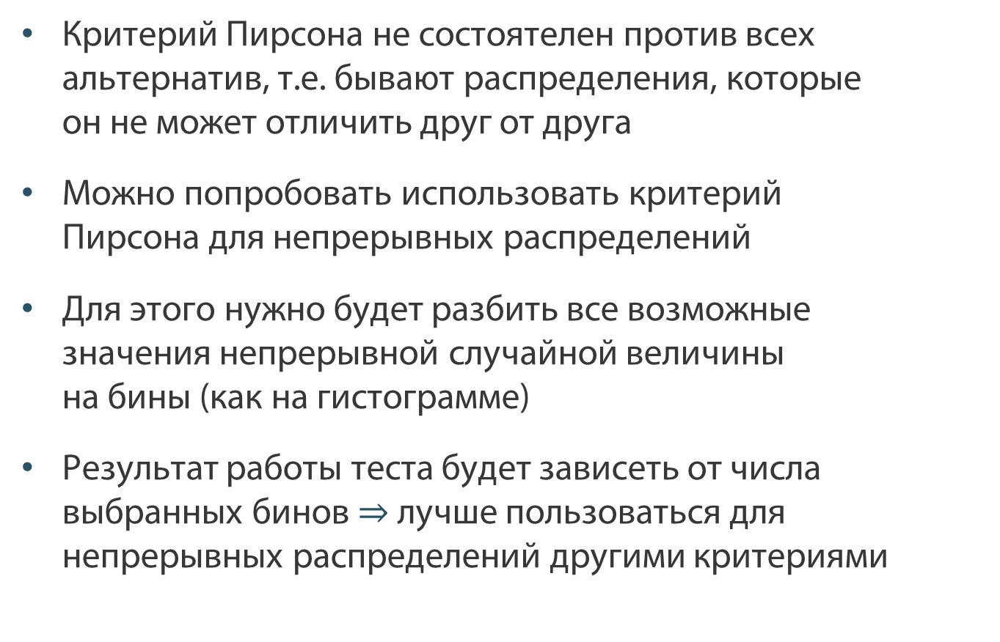 • Критерий Пирсона не состоятелен против всех
альтернатив, т.е. бывают распределения, которые
он не может отличить друг от друга
• Можно попробовать использовать критерий
Пирсона для непрерывных распределений
• Для этого нужно будет разбить все возможные
значения непрерывной случайной величины
на бины (как на гистограмме)
• Результат работы теста будет зависеть от числа
выбранных бинов ⇒ лучше пользоваться для
непрерывных распределений другими критериями